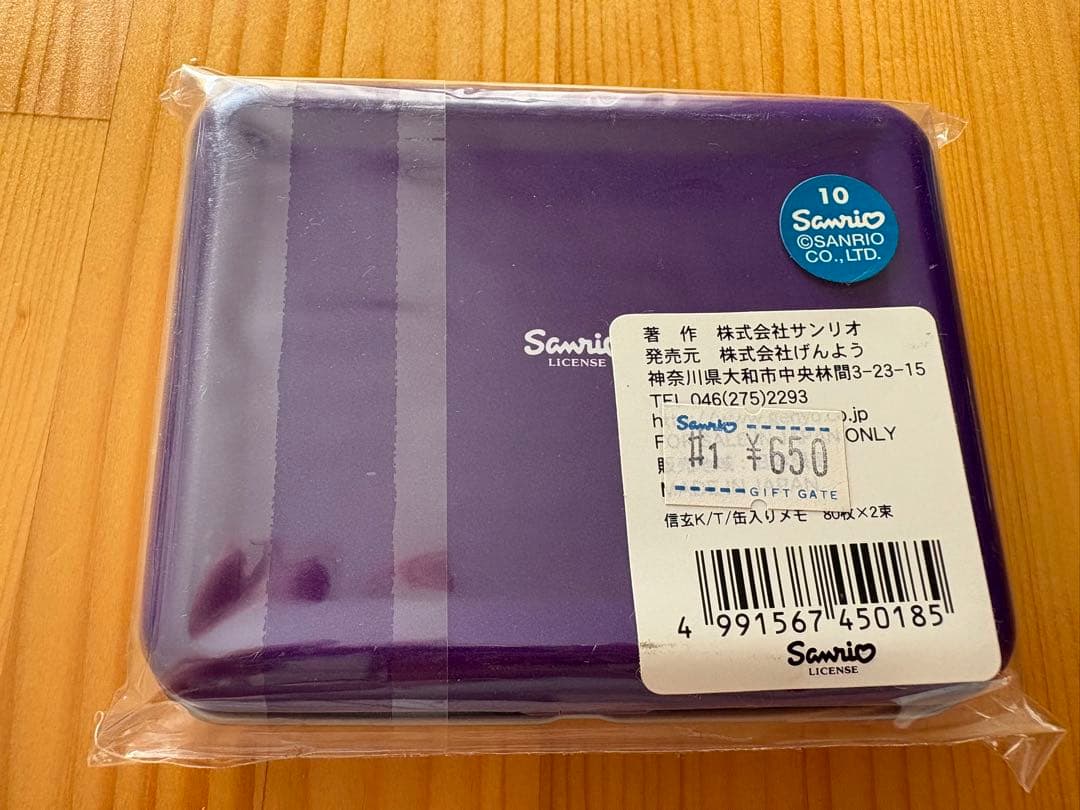 10
Sanrio
©SANRIO
CO., LTD.
Sanrio
LICENSE
著 作 株式会社サンリオ
発売元 株式会社げんよう
神奈川県大和市中央林間3-23-15
TEL 046(275)2293
.co.jp
ONLY
Sanrio
#1 ¥650
GIFT GATE
MADE IN JAPAN
信玄K/T/缶入りメモ 80枚×2束
4 991567 450185
Sanrio
LICENSE